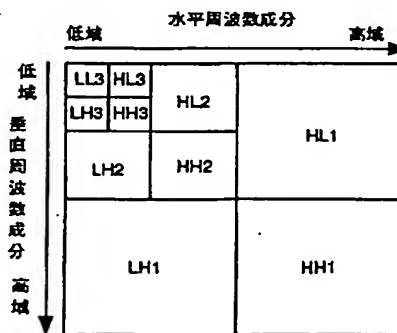 水平周波数成分
低域 高域
低域 垂直周波数成分 高域
LL3 HL3 HL2 HL1
LH3 HH3
LH2 HH2
LH1 HH1